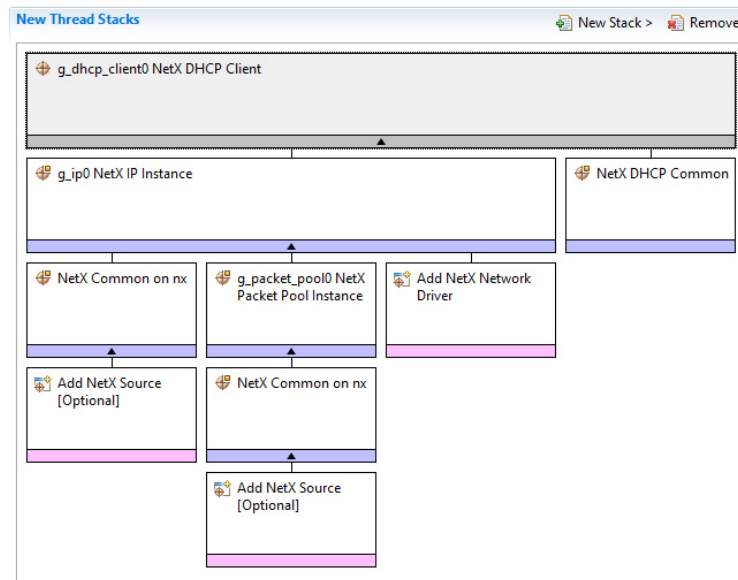 New Thread Stacks
New Stack > Remove
g_dhcp_client0 NetX DHCP Client
g_ip0 NetX IP Instance
NetX DHCP Common
NetX Common on nx
g_packet_pool0 NetX
Packet Pool Instance
Add NetX Network
Driver
Add NetX Source
[Optional]
NetX Common on nx
Add NetX Source
[Optional]